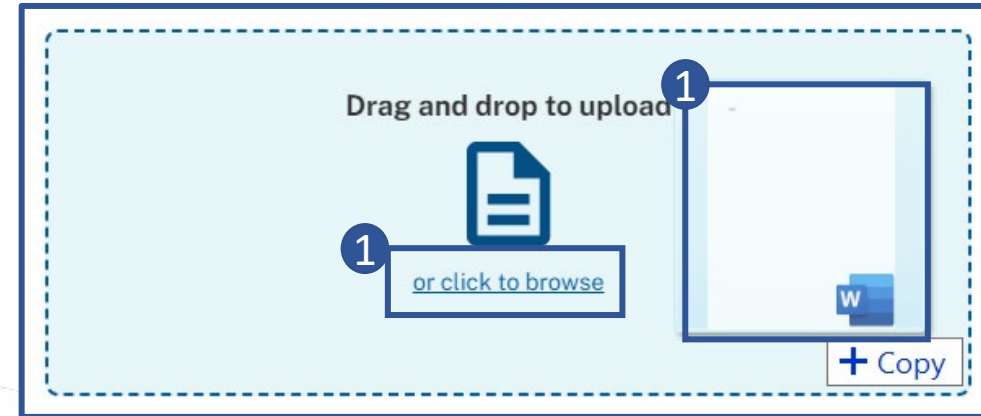 1
Drag and drop to upload
1
or click to browse
W
+ Copy